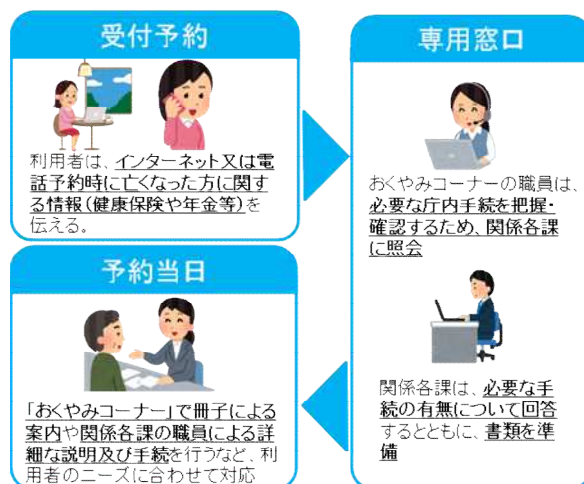 受付予約
利用者は、インターネット又は電
話予約時に亡くなった方に関す
る情報(健康保険や年金等)を
伝える。
専用窓口
おくやみコーナーの職員は、
必要な庁内手続を把握・
確認するため、関係各課
に照会
関係各課は、必要な手
続の有無について回答
するとともに、書類を準
備
予約当日
「おくやみコーナー」で冊子による
案内や関係各課の職員による詳
細な説明及び手続を行うなど、利
用者のニーズに合わせて対応